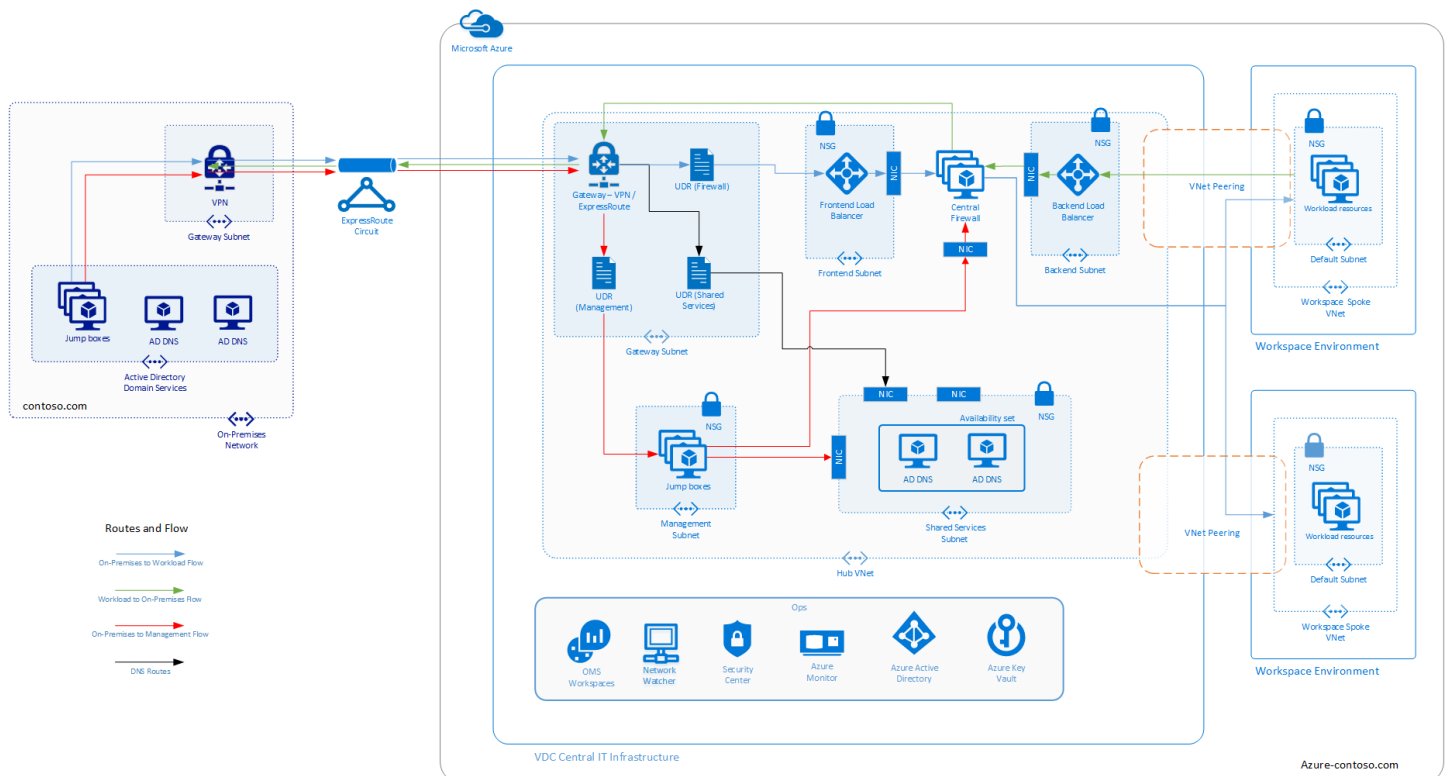 Microsoft Azure
VPN
Gateway Subnet
ExpressRoute
Circuit
Jump boxes
AD DNS
AD DNS
Active Directory
Domain Services
contoso.com
On-Premises
Network
Routes and Flow
On-Premises to Workload Flow
Workload to On-Premises Flow
On-Premises to Management Flow
DNS Routes
Gateway – VPN /
ExpressRoute
UDR (Firewall)
UDR
(Management)
UDR (Shared
Services)
Gateway Subnet
NSG
Frontend Load
Balancer
NIC
Frontend Subnet
Central
Firewall
NIC
NIC
NSG
Backend Load
Balancer
Backend Subnet
NSG
Jump boxes
Management
Subnet
NIC
NIC
NIC
NSG
Availability set
AD DNS
AD DNS
Shared Services
Subnet
Hub VNet
Ops
OMS
Workspaces
Network
Watcher
Security
Center
Azure
Monitor
Azure Active
Directory
Azure Key
Vault
VDC Central IT Infrastructure
VNet Peering
NSG
Workload resources
Default Subnet
Workspace Spoke
VNet
Workspace Environment
VNet Peering
NSG
Workload resources
Default Subnet
Workspace Spoke
VNet
Workspace Environment
Azure-contoso.com